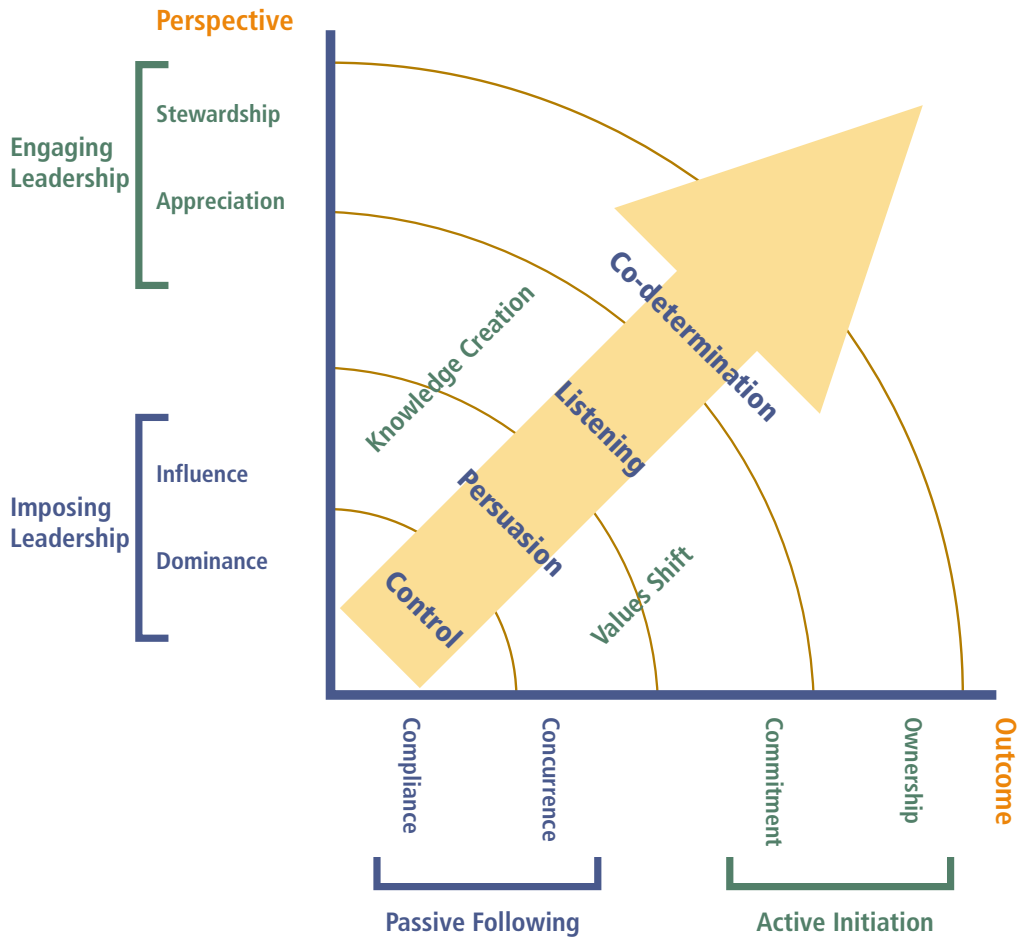 Perspective
Stewardship
Engaging
Leadership
Appreciation
Co-determination
Knowledge Creation
Listening
Influence
Imposing
Leadership
Persuasion
Dominance
Values Shift
Control
Compliance
Concurrence
Commitment
Ownership
Outcome
Passive Following
Active Initiation